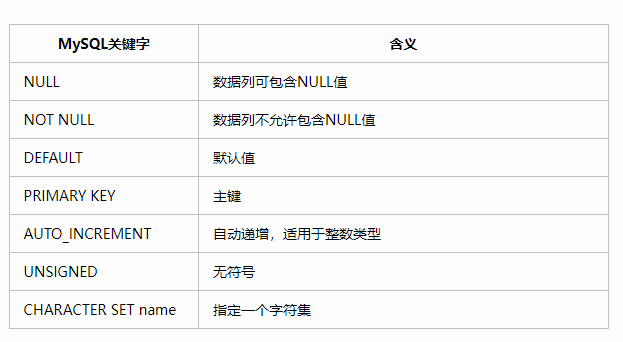 MySQL关键字 含义
NULL 数据列可包含NULL值
NOT NULL 数据列不允许包含NULL值
DEFAULT 默认值
PRIMARY KEY 主键
AUTO_INCREMENT 自动递增，适用于整数类型
UNSIGNED 无符号
CHARACTER SET name 指定一个字符集